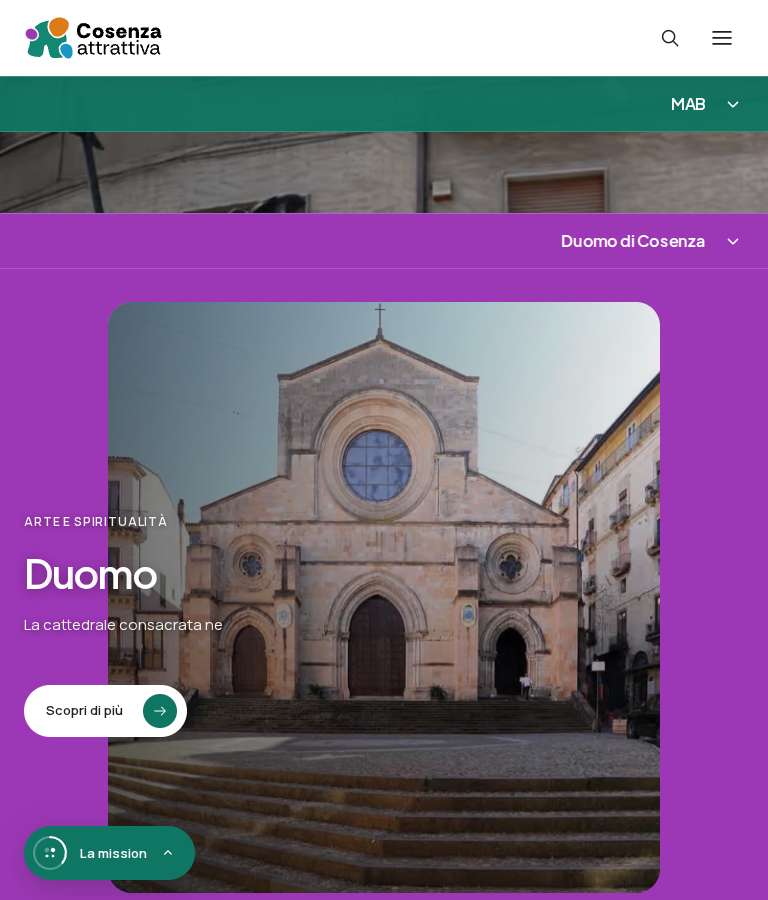 Cosenza
attrattiva
MAB
Duomo di Cosenza
ARTE E SPIRITUALITÀ
Duomo
La cattedrale consacrata ne
Scopri di più
La mission